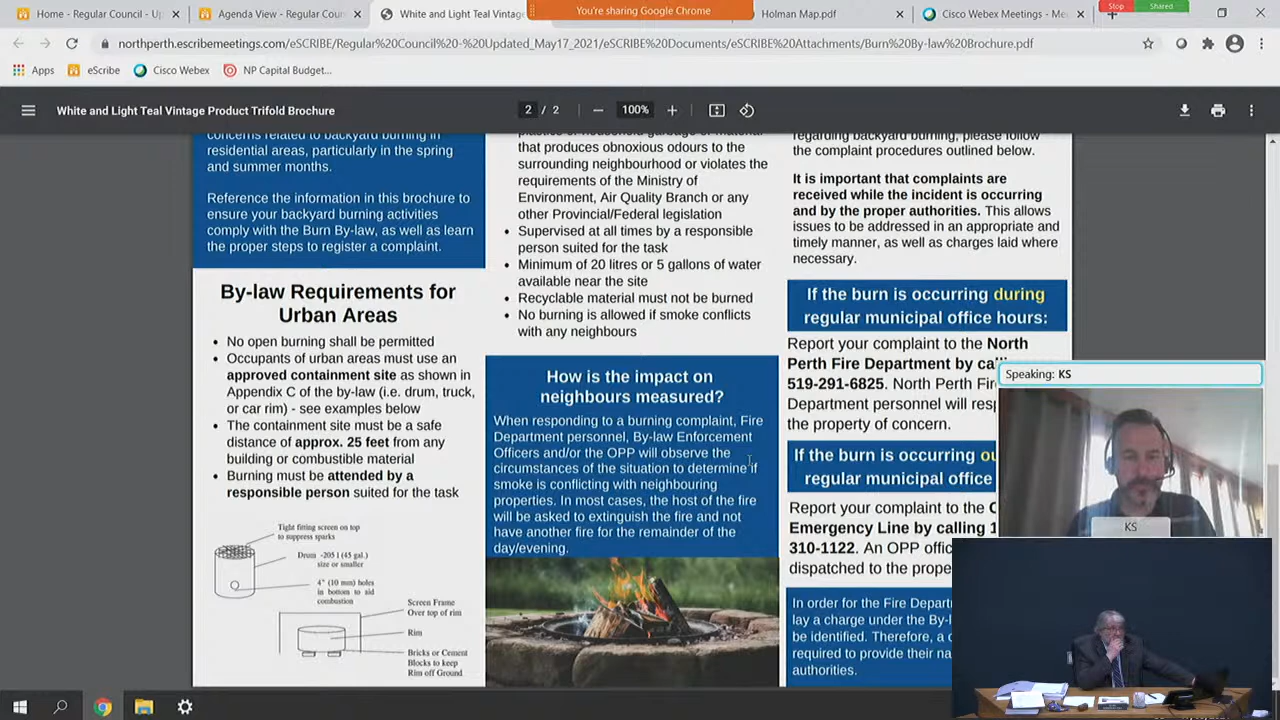 Home - Regular Council - Up
Agenda View - Regular Coun
White and Light Teal Vintage
You're sharing Google Chrome
Holman Map.pdf
Cisco Webex Meetings - Me
Stop
Shared
northperth.escribemeetings.com/eSCRIBE/Regular%20Council%20-%20Updated_May17_2021/eSCRIBE%20Documents/eSCRIBE%20Attachments/Burn%20By-law%20Brochure.pdf
Apps
eScribe
Cisco Webex
NP Capital Budget...
White and Light Teal Vintage Product Trifold Brochure
2 / 2
100%
concerns related to backyard burning in
residential areas, particularly in the spring
and summer months.
Reference the information in this brochure to
ensure your backyard burning activities
comply with the Burn By-law, as well as learn
the proper steps to register a complaint.
By-law Requirements for
Urban Areas
• No open burning shall be permitted
• Occupants of urban areas must use an
approved containment site as shown in
Appendix C of the by-law (i.e. drum, truck,
or car rim) - see examples below
• The containment site must be a safe
distance of approx. 25 feet from any
building or combustible material
• Burning must be attended by a
responsible person suited for the task
Tight fitting screen on top
to suppress sparks
Drum -205 l (45 gal.)
size or smaller
4" (10 mm) holes
in bottom to aid
combustion
Screen Frame
Over top of rim
Rim
Bricks or Cement
Blocks to keep
Rim off Ground
that produces obnoxious odours to the
surrounding neighbourhood or violates the
requirements of the Ministry of
Environment, Air Quality Branch or any
other Provincial/Federal legislation
• Supervised at all times by a responsible
person suited for the task
• Minimum of 20 litres or 5 gallons of water
available near the site
• Recyclable material must not be burned
• No burning is allowed if smoke conflicts
with any neighbours
How is the impact on
neighbours measured?
When responding to a burning complaint, Fire
Department personnel, By-law Enforcement
Officers and/or the OPP will observe the
circumstances of the situation to determine if
smoke is conflicting with neighbouring
properties. In most cases, the host of the fire
will be asked to extinguish the fire and not
have another fire for the remainder of the
day/evening.
regarding backyard burning, please follow
the complaint procedures outlined below.
It is important that complaints are
received while the incident is occurring
and by the proper authorities. This allows
issues to be addressed in an appropriate and
timely manner, as well as charges laid where
necessary.
If the burn is occurring during
regular municipal office hours:
Report your complaint to the North
Perth Fire Department by calli
519-291-6825. North Perth Fir
Department personnel will resp
the property of concern.
If the burn is occurring ou
regular municipal office
Report your complaint to the O
Emergency Line by calling 1
310-1122. An OPP offic
dispatched to the prope
In order for the Fire Departn
lay a charge under the By-l
be identified. Therefore, a c
required to provide their na
authorities.
Speaking: KS
KS